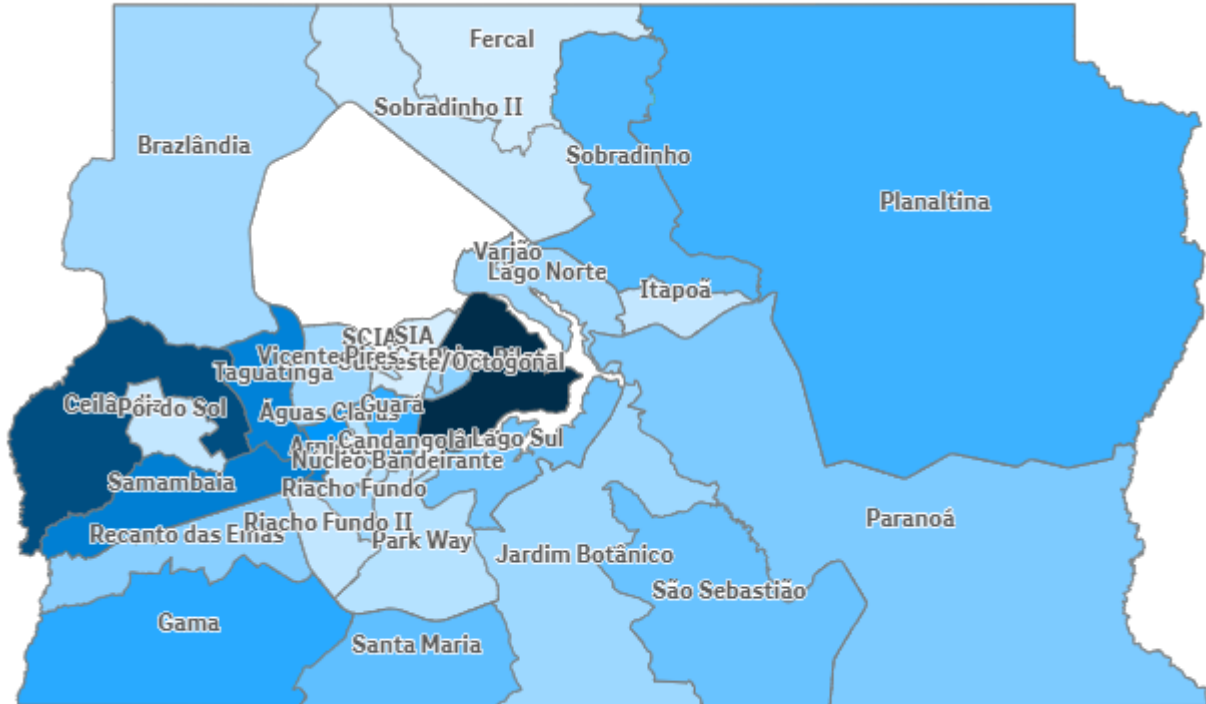 Fercal
Sobradinho II
Brazlândia
Sobradinho
Planaltina
Varjão
Lago Norte
Itapoã
SCIA
SIA
Vicente Pires
Sudoeste/Octogonal
Taguatinga
Ceilândia
Pôr do Sol
Guará
Águas Claras
Candangolândia
Lago Sul
Núcleo Bandeirante
Samambaia
Riacho Fundo
Paranoá
Riacho Fundo II
Recanto das Emas
Park Way
Jardim Botânico
São Sebastião
Gama
Santa Maria